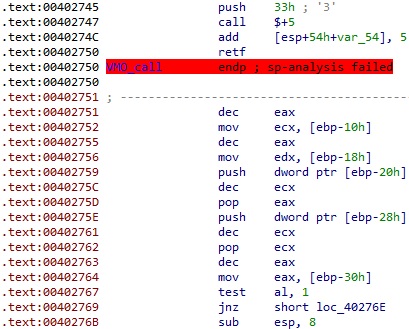 .text:00402745 push 33h ; '3'
.text:00402747 call $+5
.text:0040274C add [esp+54h+var_54], 5
.text:00402750 retf
.text:00402750 VM0_call endp ; sp-analysis failed
.text:00402750
.text:00402751 ; ---------------------------------------
.text:00402751 dec eax
.text:00402752 mov ecx, [ebp-10h]
.text:00402755 dec eax
.text:00402756 mov edx, [ebp-18h]
.text:00402759 push dword ptr [ebp-20h]
.text:0040275C dec ecx
.text:0040275D pop eax
.text:0040275E push dword ptr [ebp-28h]
.text:00402761 dec ecx
.text:00402762 pop ecx
.text:00402763 dec eax
.text:00402764 mov eax, [ebp-30h]
.text:00402767 test al, 1
.text:00402769 jnz short loc_40276E
.text:0040276B sub esp, 8